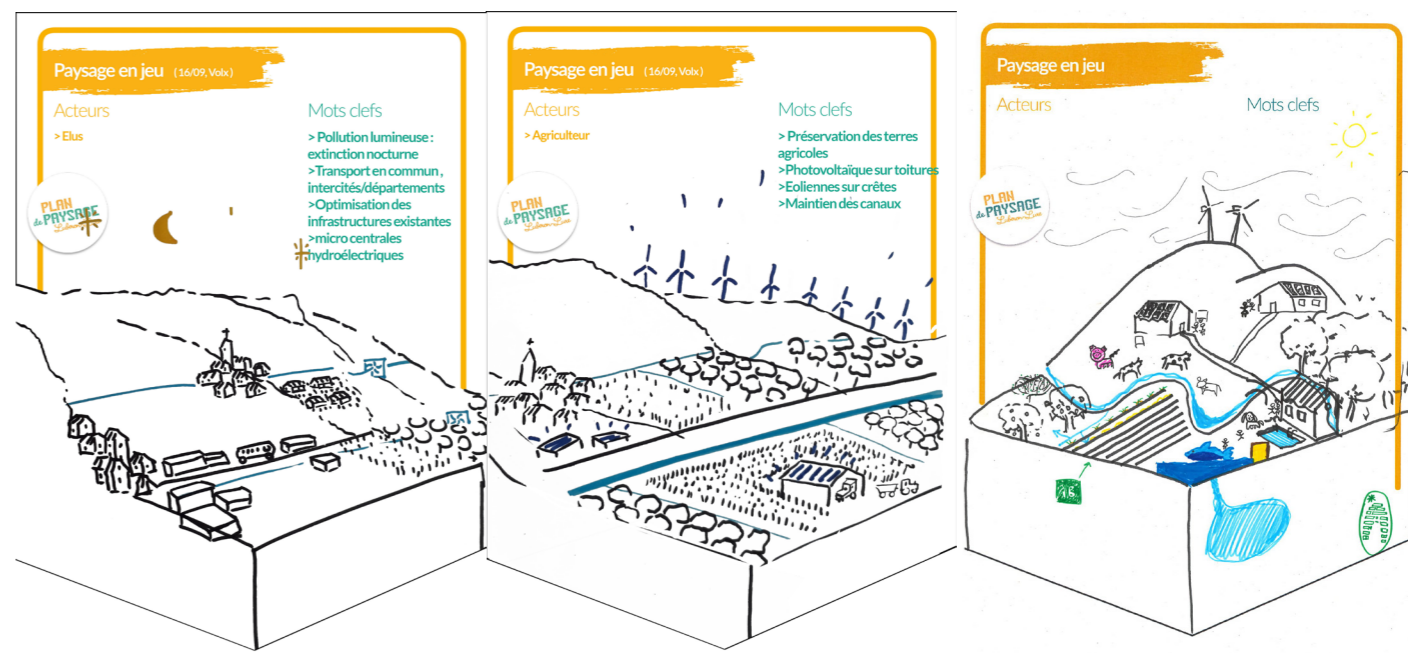 Paysage en jeu (16/09, Volx)
Acteurs
> Elus
Mots clefs
> Pollution lumineuse :
extinction nocturne
>Transport en commun ,
intercités/départements
>Optimisation des
infrastructures existantes
>micro centrales
hydroélectriques
PLAN
de PAYSAGE
Paysage en jeu (16/09, Volx)
Acteurs
> Agriculteur
Mots clefs
> Préservation des terres
agricoles
>Photovoltaïque sur toitures
>Eoliennes sur crêtes
>Maintien des canaux
PLAN
de PAYSAGE
Paysage en jeu
Acteurs
Mots clefs
PLAN
de PAYSAGE